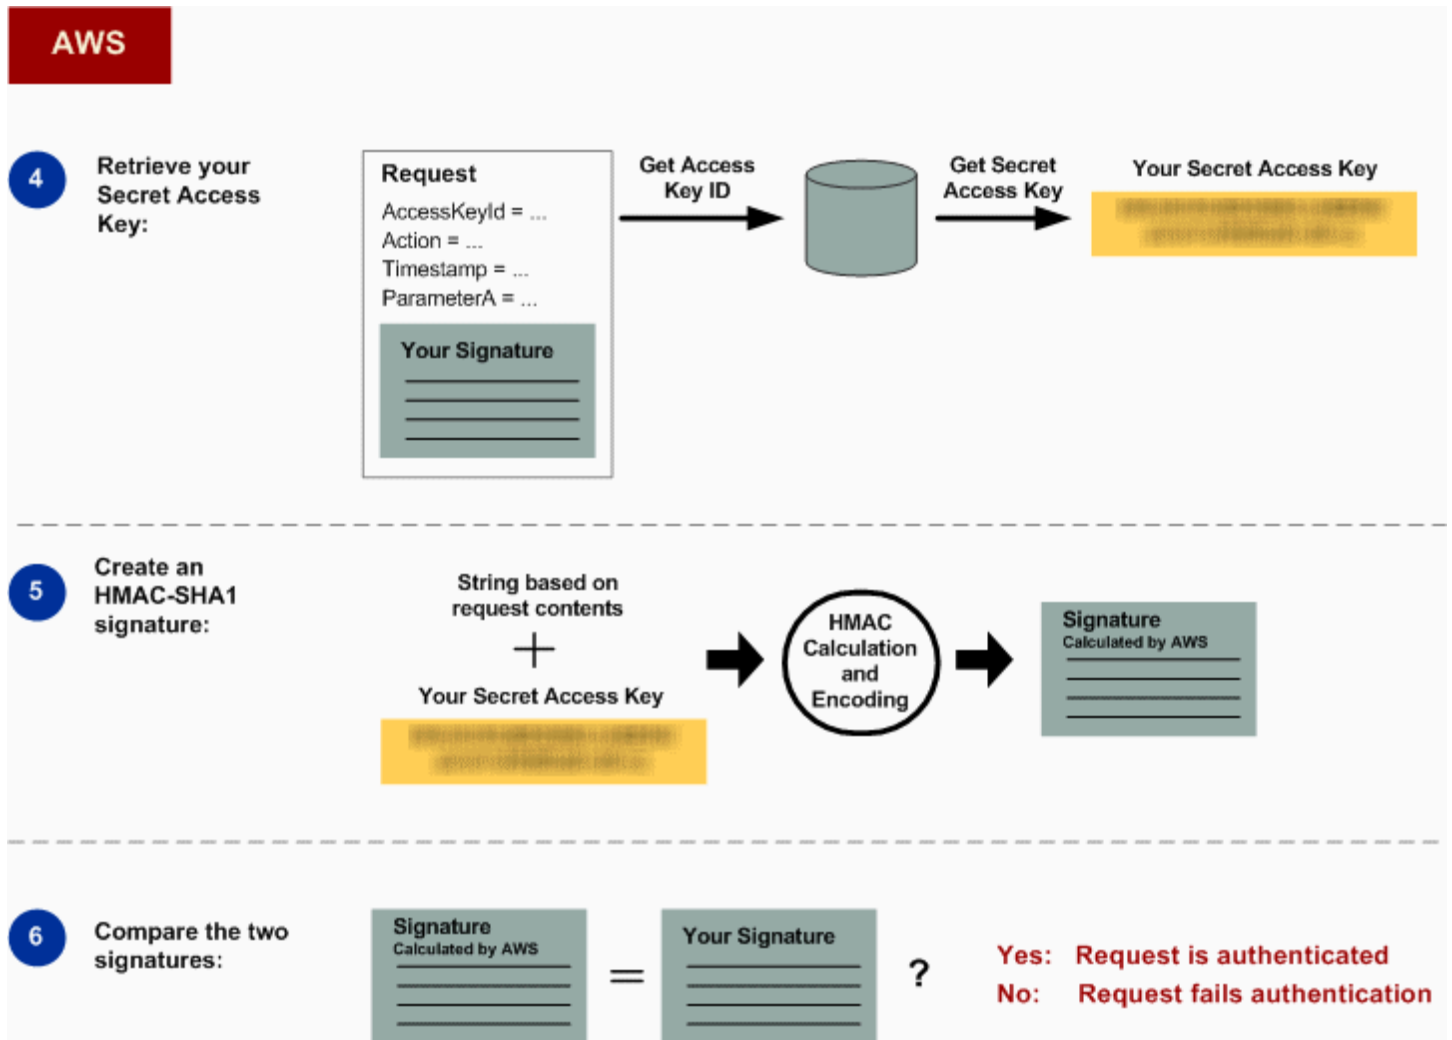 AWS
4
Retrieve your
Secret Access
Key:
Request
AccessKeyId = ...
Action = ...
Timestamp = ...
ParameterA = ...
Your Signature
Get Access
Key ID
Get Secret
Access Key
Your Secret Access Key
5
Create an
HMAC-SHA1
signature:
String based on
request contents
+
Your Secret Access Key
HMAC
Calculation
and
Encoding
Signature
Calculated by AWS
6
Compare the two
signatures:
Signature
Calculated by AWS
=
Your Signature
?
Yes: Request is authenticated
No: Request fails authentication